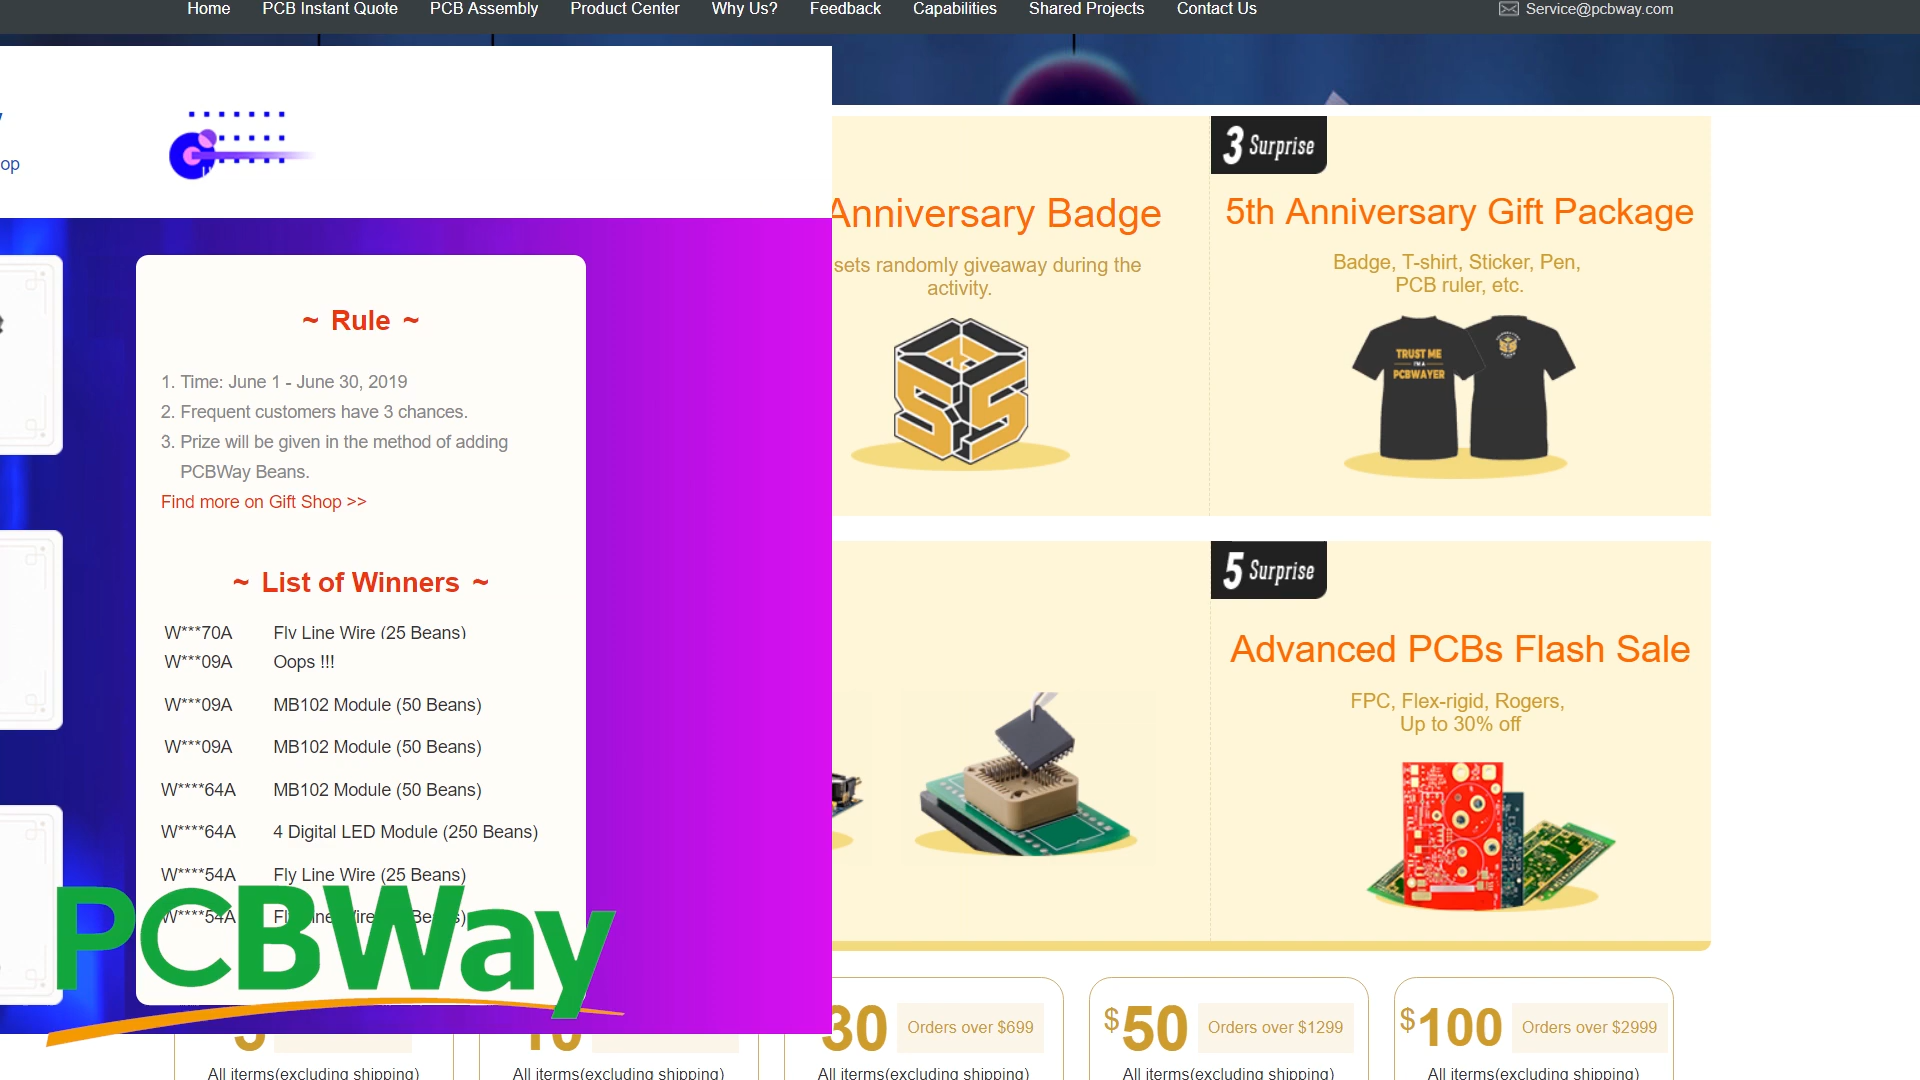 Home PCB Instant Quote PCB Assembly Product Center Why Us? Feedback Capabilities Shared Projects Contact Us Service@pcbway.com
op
~ Rule ~
1. Time: June 1 - June 30, 2019
2. Frequent customers have 3 chances.
3. Prize will be given in the method of adding
PCBWay Beans.
Find more on Gift Shop >>
~ List of Winners ~
W***70A Fly Line Wire (25 Beans)
W***09A Oops !!!
W***09A MB102 Module (50 Beans)
W***09A MB102 Module (50 Beans)
W****64A MB102 Module (50 Beans)
W****64A 4 Digital LED Module (250 Beans)
W****54A Fly Line Wire (25 Beans)
W****54A
PCBWay
Anniversary Badge
sets randomly giveaway during the
activity.
3 Surprise
5th Anniversary Gift Package
Badge, T-shirt, Sticker, Pen,
PCB ruler, etc.
TRUST ME
I'M A
PCBWAYER
5 Surprise
Advanced PCBs Flash Sale
FPC, Flex-rigid, Rogers,
Up to 30% off
30 Orders over $699
$50 Orders over $1299
$100 Orders over $2999
All items(excluding shipping)
All items(excluding shipping)
All items(excluding shipping)
All items(excluding shipping)
All items(excluding shipping)